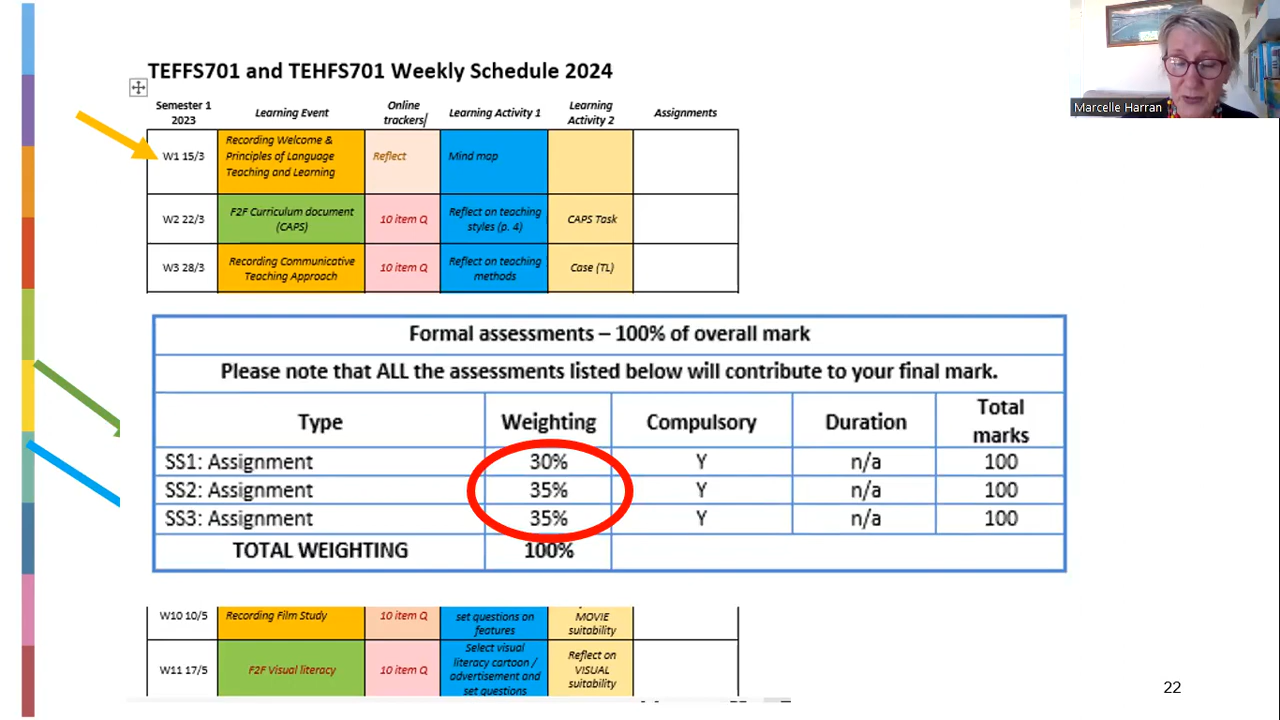 TEFFS701 and TEHFS701 Weekly Schedule 2024
Semester 1 2023 Learning Event Online trackers Learning Activity 1 Learning Activity 2 Assignments
W1 15/3 Recording Welcome & Principles of Language Teaching and Learning Reflect Mind map
W2 22/3 F2F Curriculum document (CAPS) 10 item Q Reflect on teaching styles (p. 4) CAPS Task
W3 28/3 Recording Communicative Teaching Approach 10 item Q Reflect on teaching methods Case (TL)
Formal assessments – 100% of overall mark
Please note that ALL the assessments listed below will contribute to your final mark.
Type Weighting Compulsory Duration Total marks
SS1: Assignment 30% Y n/a 100
SS2: Assignment 35% Y n/a 100
SS3: Assignment 35% Y n/a 100
TOTAL WEIGHTING 100%
W10 10/5 Recording Film Study 10 item Q set questions on features MOVIE suitability
W11 17/5 F2F Visual literacy 10 item Q Select visual literacy cartoon / advertisement and set questions Reflect on VISUAL suitability
Marcelle Harran
22